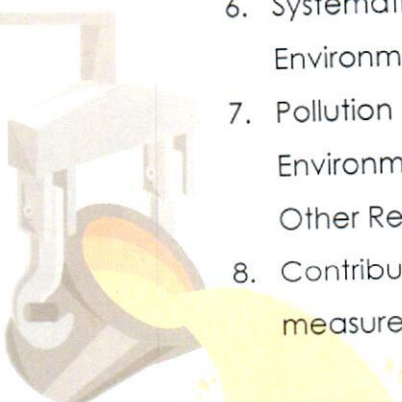 6. Systemati
Environm
7. Pollution
Environm
Other Re
8. Contribu
measure